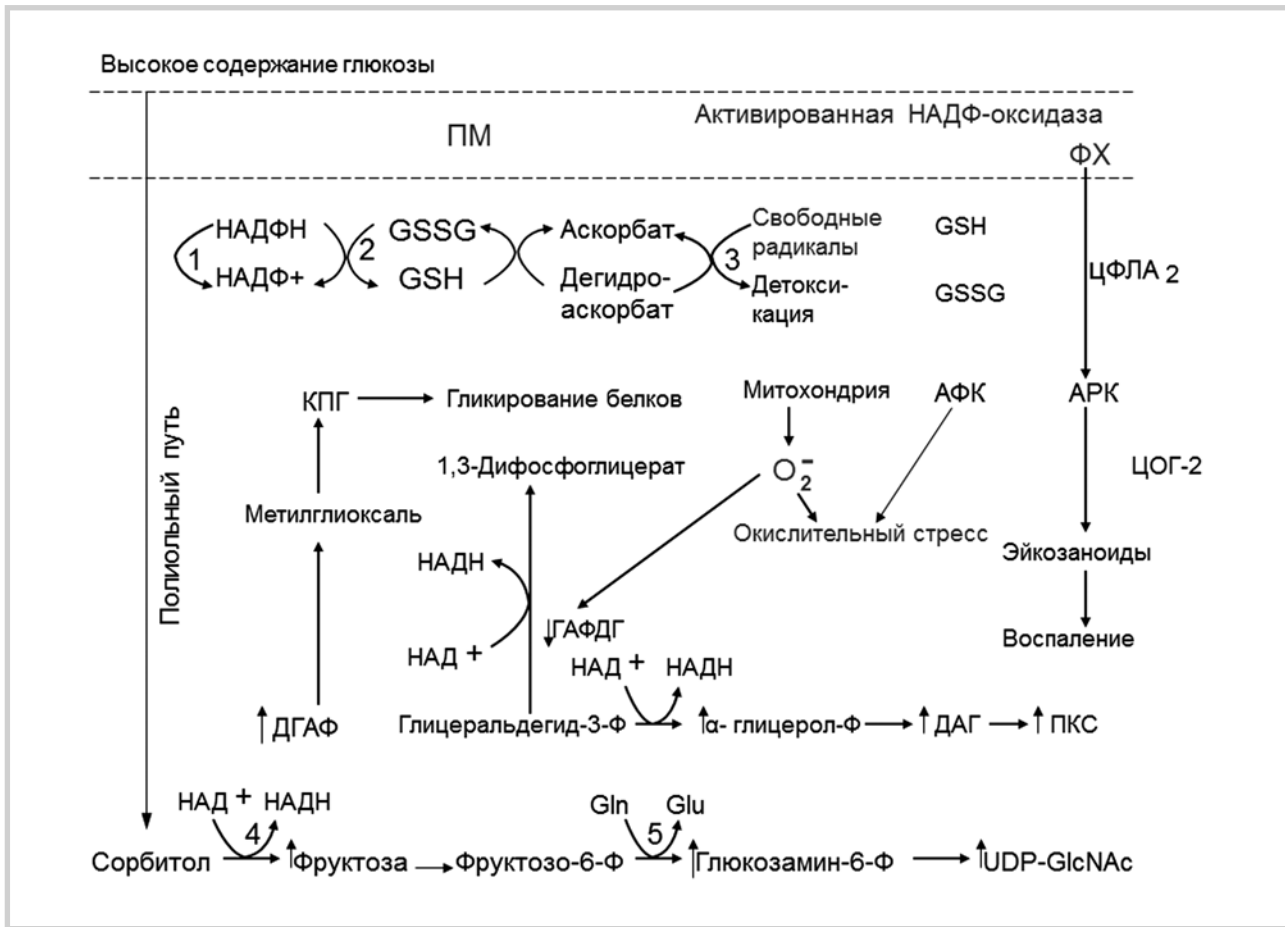 Высокое содержание глюкозы
Активированная НАДФ-оксидаза
ПМ
ФХ
НАДФН
GSSG
Аскорбат
Свободные
радикалы
GSH
1
2
3
НАДФ+
GSH
Дегидро-
аскорбат
Детокси-
кация
GSSG
ЦФЛА 2
Полиольный путь
КПГ
Гликирование белков
Митохондрия
АФК
АРК
1,3-Дифосфоглицерат
O2-
ЦОГ-2
Метилглиоксаль
Окислительный стресс
Эйкозаноиды
НАДН
↓ГАФДГ
Воспаление
НАД +
НАД + НАДН
↑ДГАФ
Глицеральдегид-3-Ф
↑α- глицерол-Ф
↑ДАГ
↑ПКС
НАД + НАДН
Gln
Glu
4
5
Сорбитол
↑Фруктоза
Фруктозо-6-Ф
↑Глюкозамин-6-Ф
↑UDP-GlcNAc